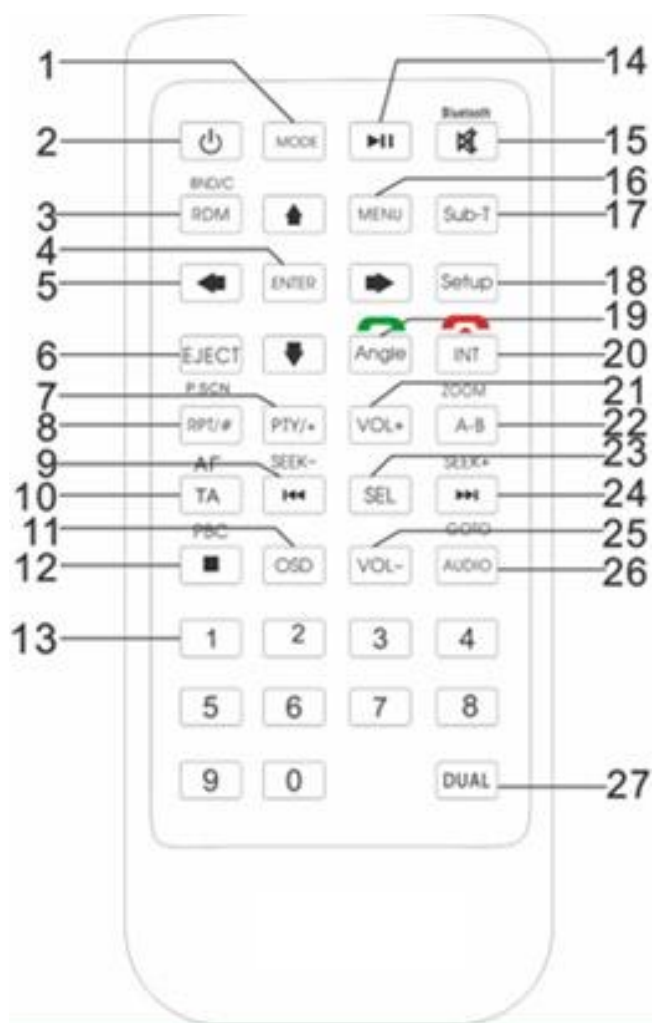 1 14
Bluetooth
2 MODE 15
16
BND/C
3 RDM MENU Sub-T 17
4
5 ENTER Setup 18
19
6 EJECT Angle INT 20
P.SCN ZOOM
7 21
8 RPT/# PTY/* VOL+ A-B 22
9 AF SEEK- SEEK+ 23
10 TA SEL 24
PBC GOTO
11 25
12 OSD VOL- AUDIO 26
13 1 2 3 4
5 6 7 8
9 0 DUAL 27